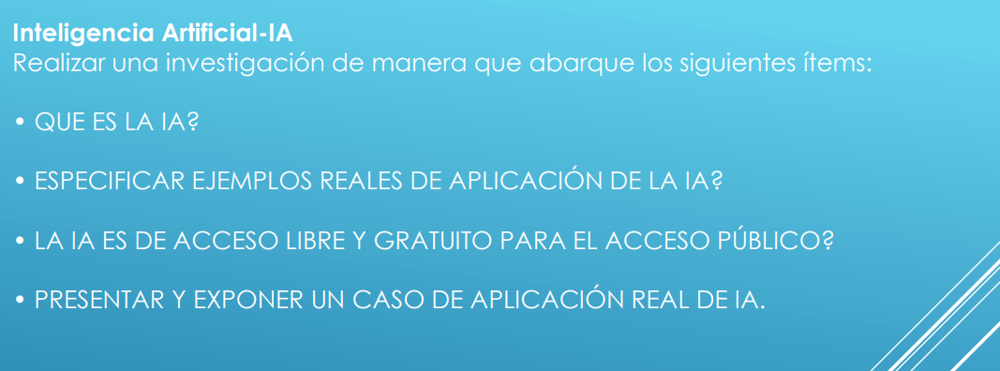 Inteligencia Artificial-IA
Realizar una investigación de manera que abarque los siguientes ítems:
• QUE ES LA IA?
• ESPECIFICAR EJEMPLOS REALES DE APLICACIÓN DE LA IA?
• LA IA ES DE ACCESO LIBRE Y GRATUITO PARA EL ACCESO PÚBLICO?
• PRESENTAR Y EXPONER UN CASO DE APLICACIÓN REAL DE IA.